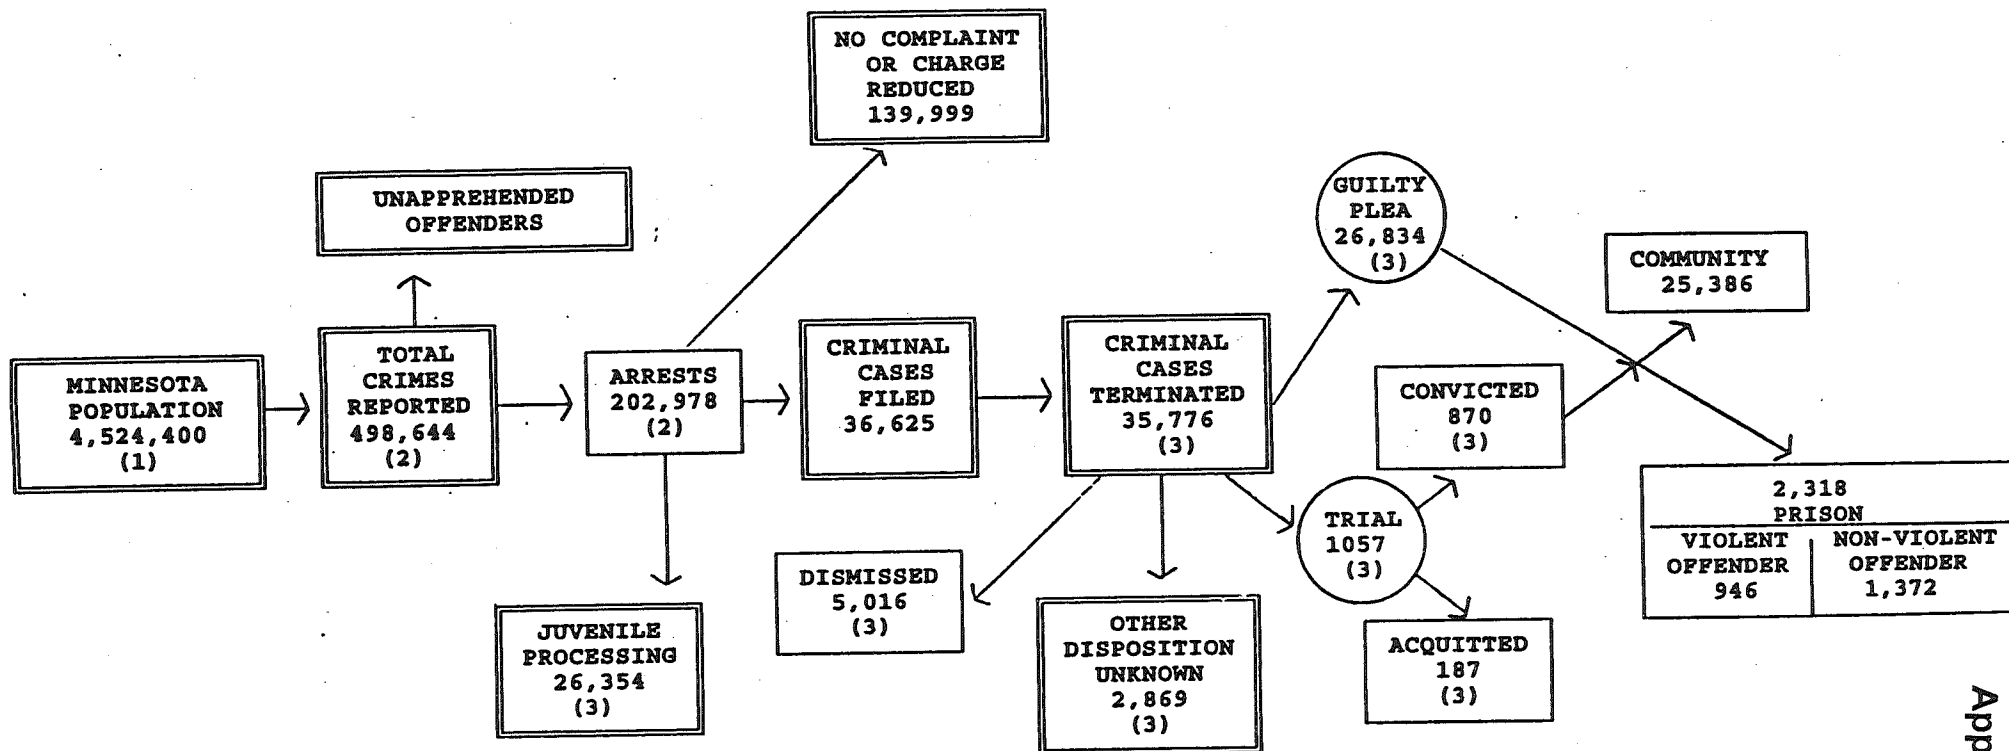 NO COMPLAINT
OR CHARGE
REDUCED
139,999
UNAPPREHENDED
OFFENDERS
GUILTY
PLEA
26,834
(3)
COMMUNITY
25,386
MINNESOTA
POPULATION
4,524,400
(1)
TOTAL
CRIMES
REPORTED
498,644
(2)
ARRESTS
202,978
(2)
CRIMINAL
CASES
FILED
36,625
CRIMINAL
CASES
TERMINATED
35,776
(3)
CONVICTED
870
(3)
2,318
PRISON
VIOLENT
OFFENDER
946
NON-VIOLENT
OFFENDER
1,372
TRIAL
1057
(3)
DISMISSED
5,016
(3)
JUVENILE
PROCESSING
26,354
(3)
OTHER
DISPOSITION
UNKNOWN
2,869
(3)
ACQUITTED
187
(3)
App